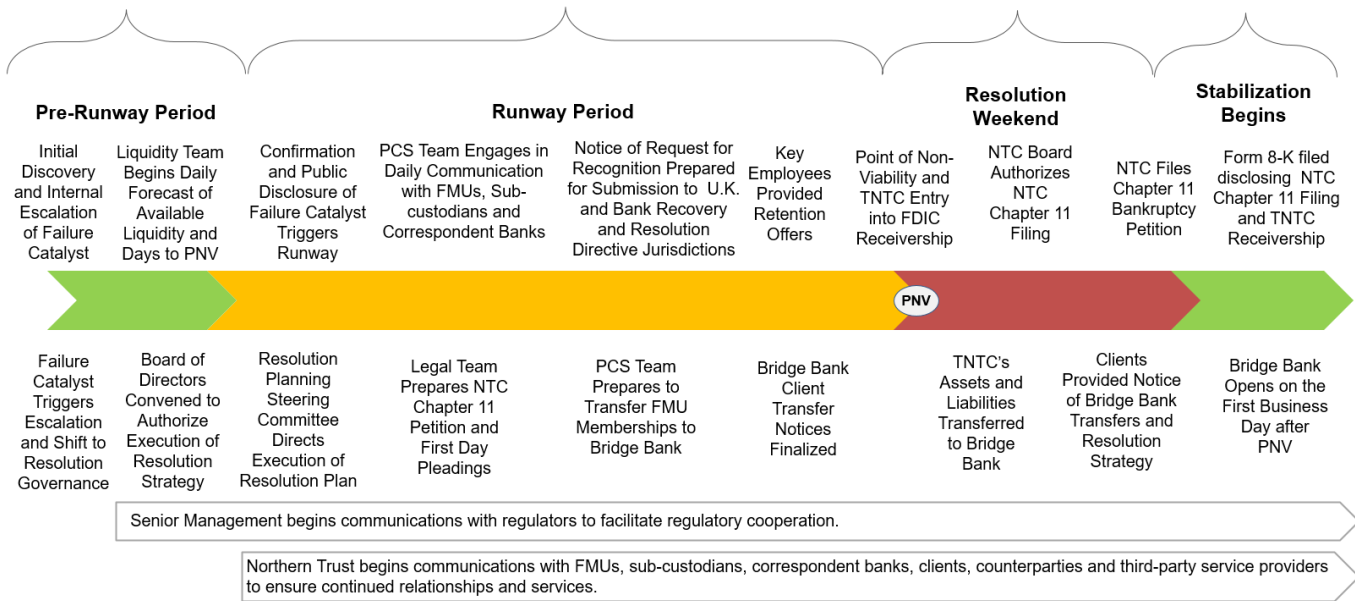 Pre-Runway Period
Runway Period
Resolution
Weekend
Stabilization
Begins
Initial
Discovery
and Internal
Escalation
of Failure
Catalyst
Liquidity Team
Begins Daily
Forecast of
Available
Liquidity and
Days to PNV
Confirmation
and Public
Disclosure of
Failure Catalyst
Triggers
Runway
PCS Team Engages in
Daily Communication
with FMUs, Sub-
custodians and
Correspondent Banks
Notice of Request for
Recognition Prepared
for Submission to U.K.
and Bank Recovery
and Resolution
Directive Jurisdictions
Key
Employees
Provided
Retention
Offers
Point of Non-
Viability and
TNTC Entry
into FDIC
Receivership
NTC Board
Authorizes
NTC
Chapter 11
Filing
NTC Files
Chapter 11
Bankruptcy
Petition
Form 8-K filed
disclosing NTC
Chapter 11 Filing
and TNTC
Receivership
PNV
Failure
Catalyst
Triggers
Escalation
and Shift to
Resolution
Governance
Board of
Directors
Convened to
Authorize
Execution of
Resolution
Strategy
Resolution
Planning
Steering
Committee
Directs
Execution of
Resolution Plan
Legal Team
Prepares NTC
Chapter 11
Petition and
First Day
Pleadings
PCS Team
Prepares to
Transfer FMU
Memberships to
Bridge Bank
Bridge Bank
Client
Transfer
Notices
Finalized
TNTC's
Assets and
Liabilities
Transferred
to Bridge
Bank
Clients
Provided Notice
of Bridge Bank
Transfers and
Resolution
Strategy
Bridge Bank
Opens on the
First Business
Day after
PNV
Senior Management begins communications with regulators to facilitate regulatory cooperation.
Northern Trust begins communications with FMUs, sub-custodians, correspondent banks, clients, counterparties and third-party service providers
to ensure continued relationships and services.